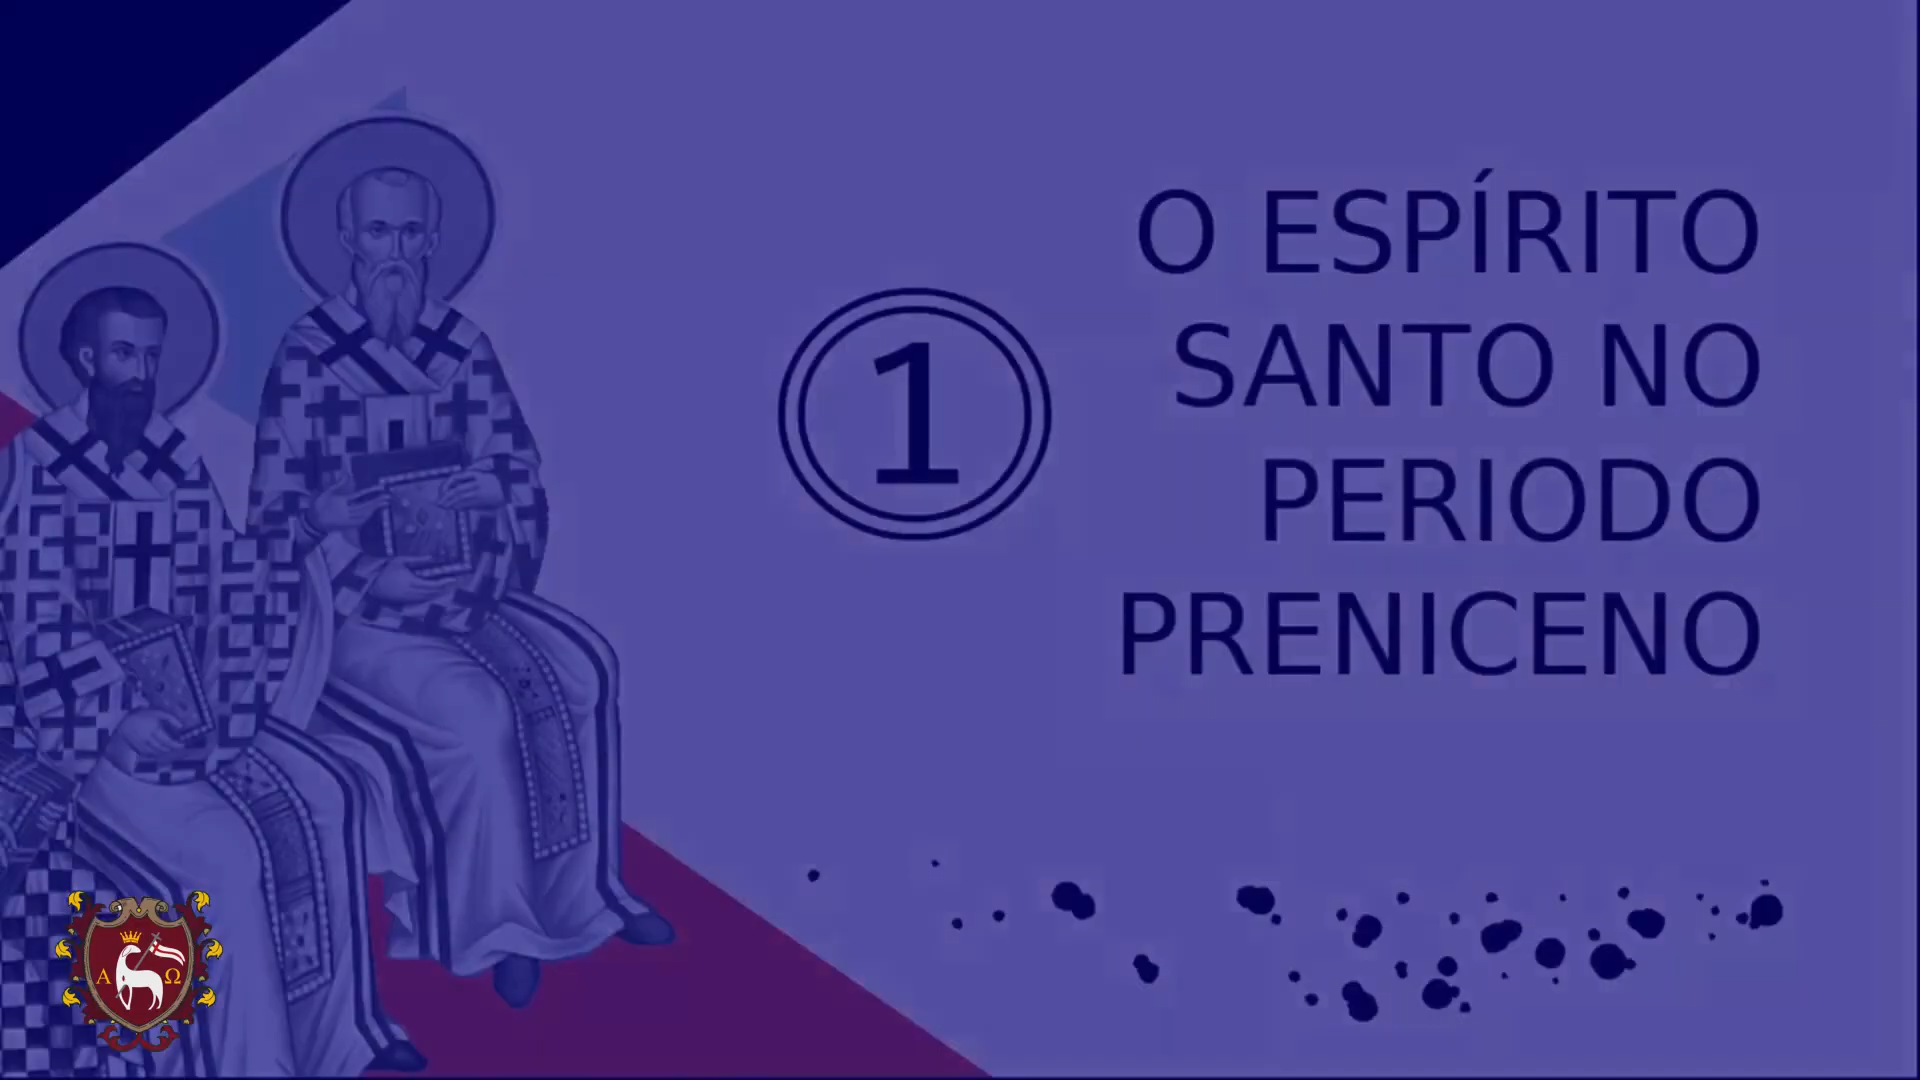 1
O ESPÍRITO
SANTO NO
PERIODO
PRENICENO
Α Ω